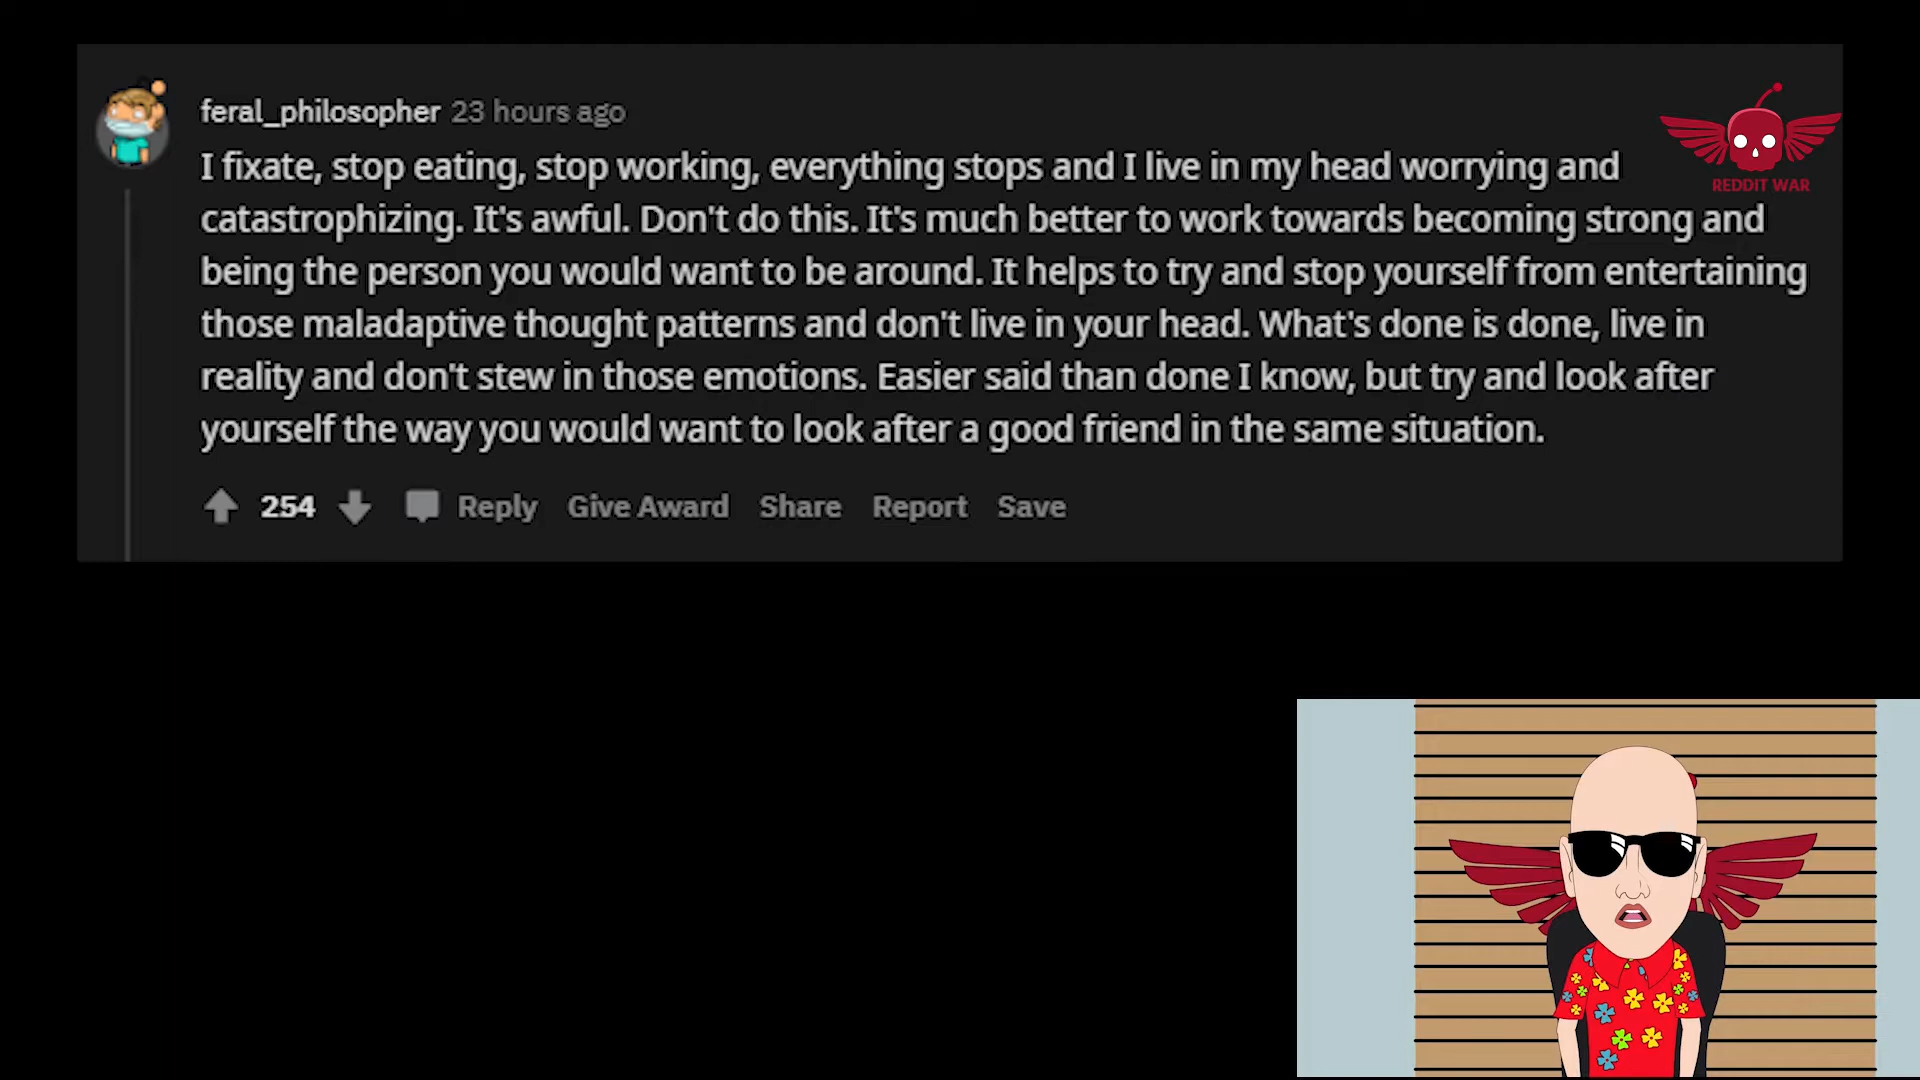 feral_philosopher 23 hours ago
I fixate, stop eating, stop working, everything stops and I live in my head worrying and
catastrophizing. It's awful. Don't do this. It's much better to work towards becoming strong and
being the person you would want to be around. It helps to try and stop yourself from entertaining
those maladaptive thought patterns and don't live in your head. What's done is done, live in
reality and don't stew in those emotions. Easier said than done I know, but try and look after
yourself the way you would want to look after a good friend in the same situation.
254 Reply Give Award Share Report Save
REDDIT WAR